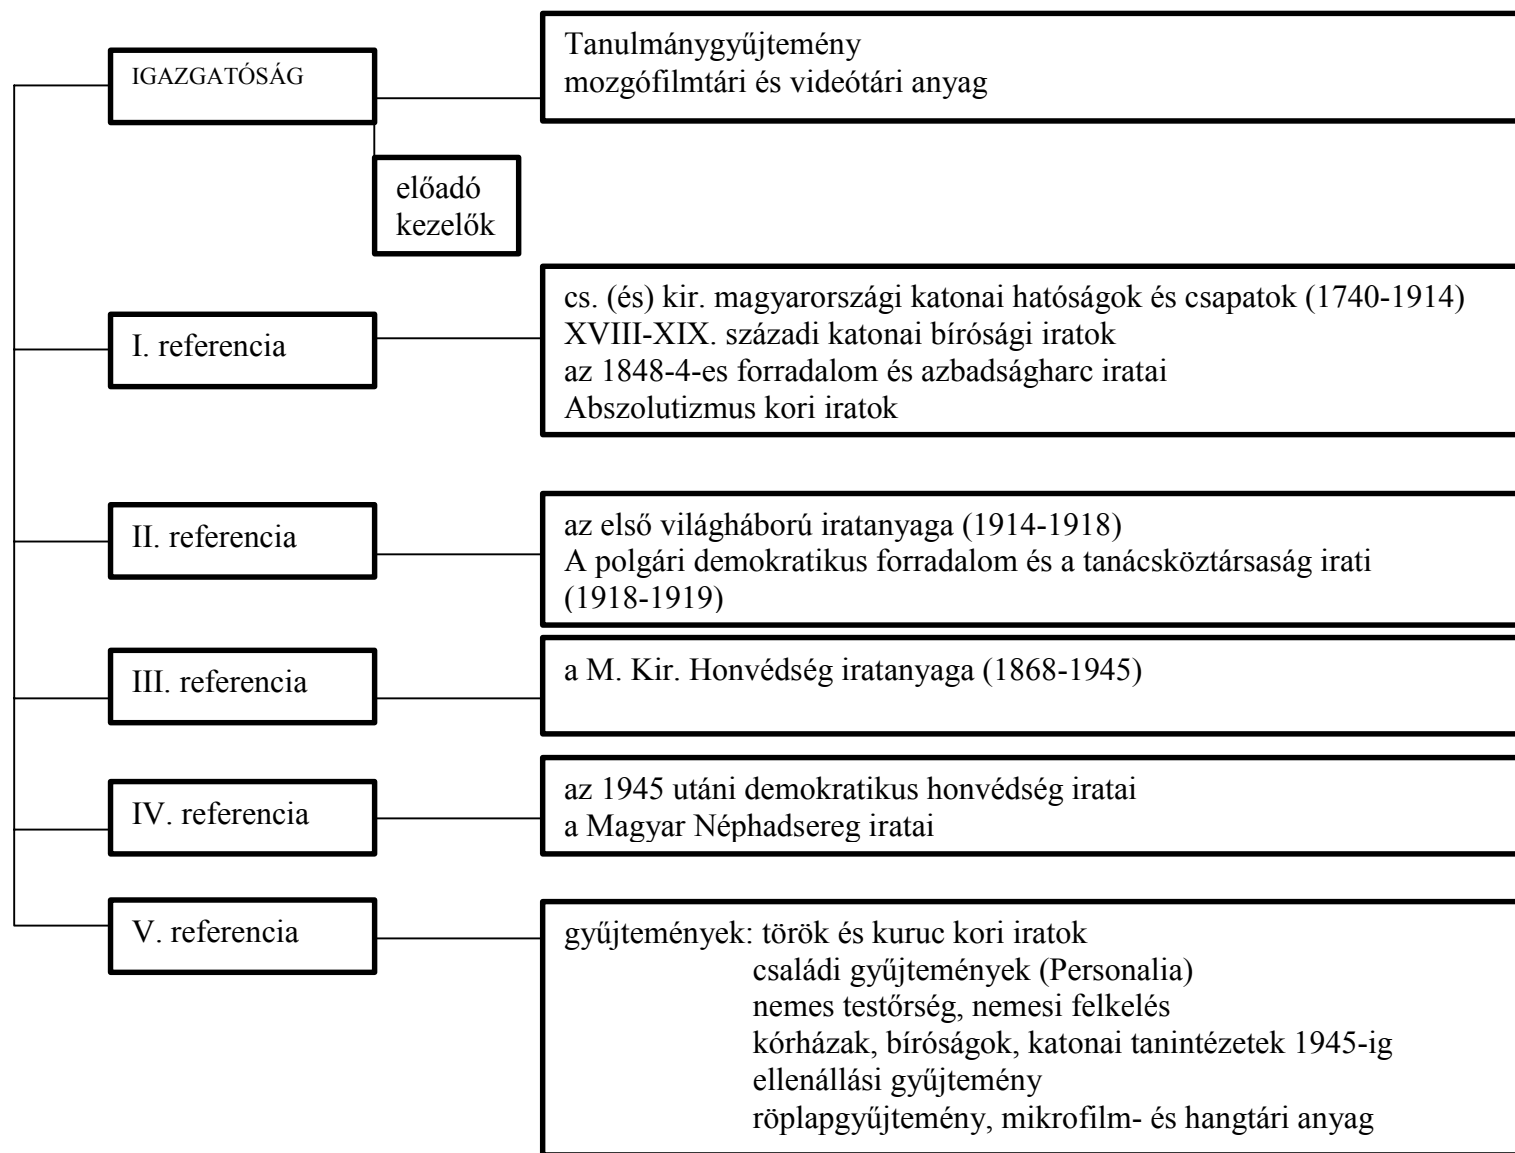 IGAZGATÓSÁG
Tanulmánygyűjtemény
mozgófilmtári és videótári anyag
előadó
kezelők
I. referencia
cs. (és) kir. magyarországi katonai hatóságok és csapatok (1740-1914)
XVIII-XIX. századi katonai bírósági iratok
az 1848-4-es forradalom és azbadságharc iratai
Abszolutizmus kori iratok
II. referencia
az első világháború iratanyaga (1914-1918)
A polgári demokratikus forradalom és a tanácsköztársaság irati
(1918-1919)
III. referencia
a M. Kir. Honvédség iratanyaga (1868-1945)
IV. referencia
az 1945 utáni demokratikus honvédség iratai
a Magyar Néphadsereg iratai
V. referencia
gyűjtemények: török és kuruc kori iratok
családi gyűjtemények (Personalia)
nemes testőrség, nemesi felkelés
kórházak, bíróságok, katonai tanintézetek 1945-ig
ellenállási gyűjtemény
röplapgyűjtemény, mikrofilm- és hangtári anyag